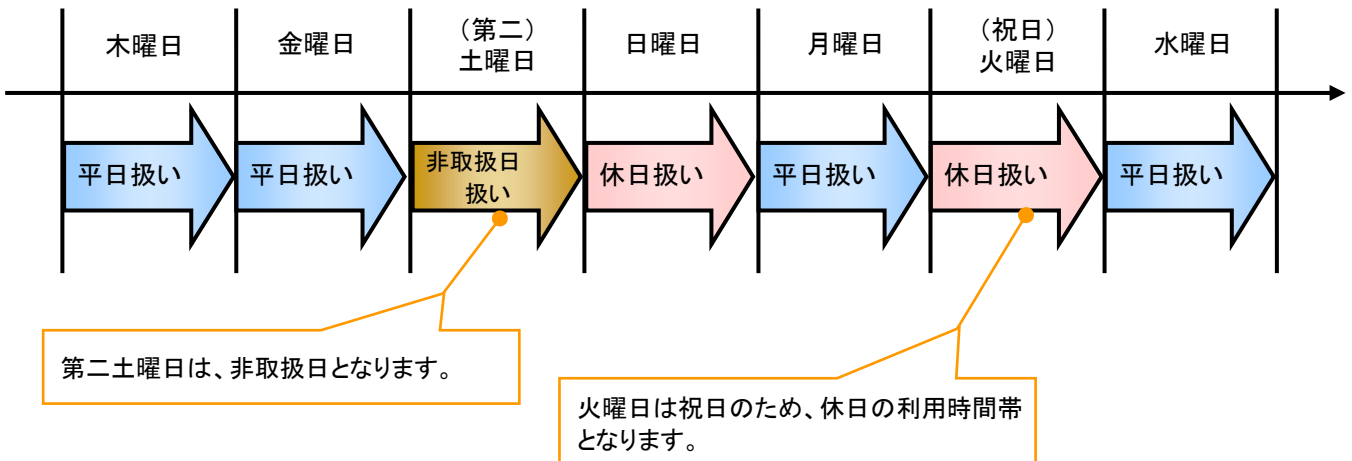 木曜日
金曜日
(第二)
土曜日
日曜日
月曜日
(祝日)
火曜日
水曜日
平日扱い
平日扱い
非取扱日
扱い
休日扱い
平日扱い
休日扱い
平日扱い
第二土曜日は、非取扱日となります。
火曜日は祝日のため、休日の利用時間帯
となります。